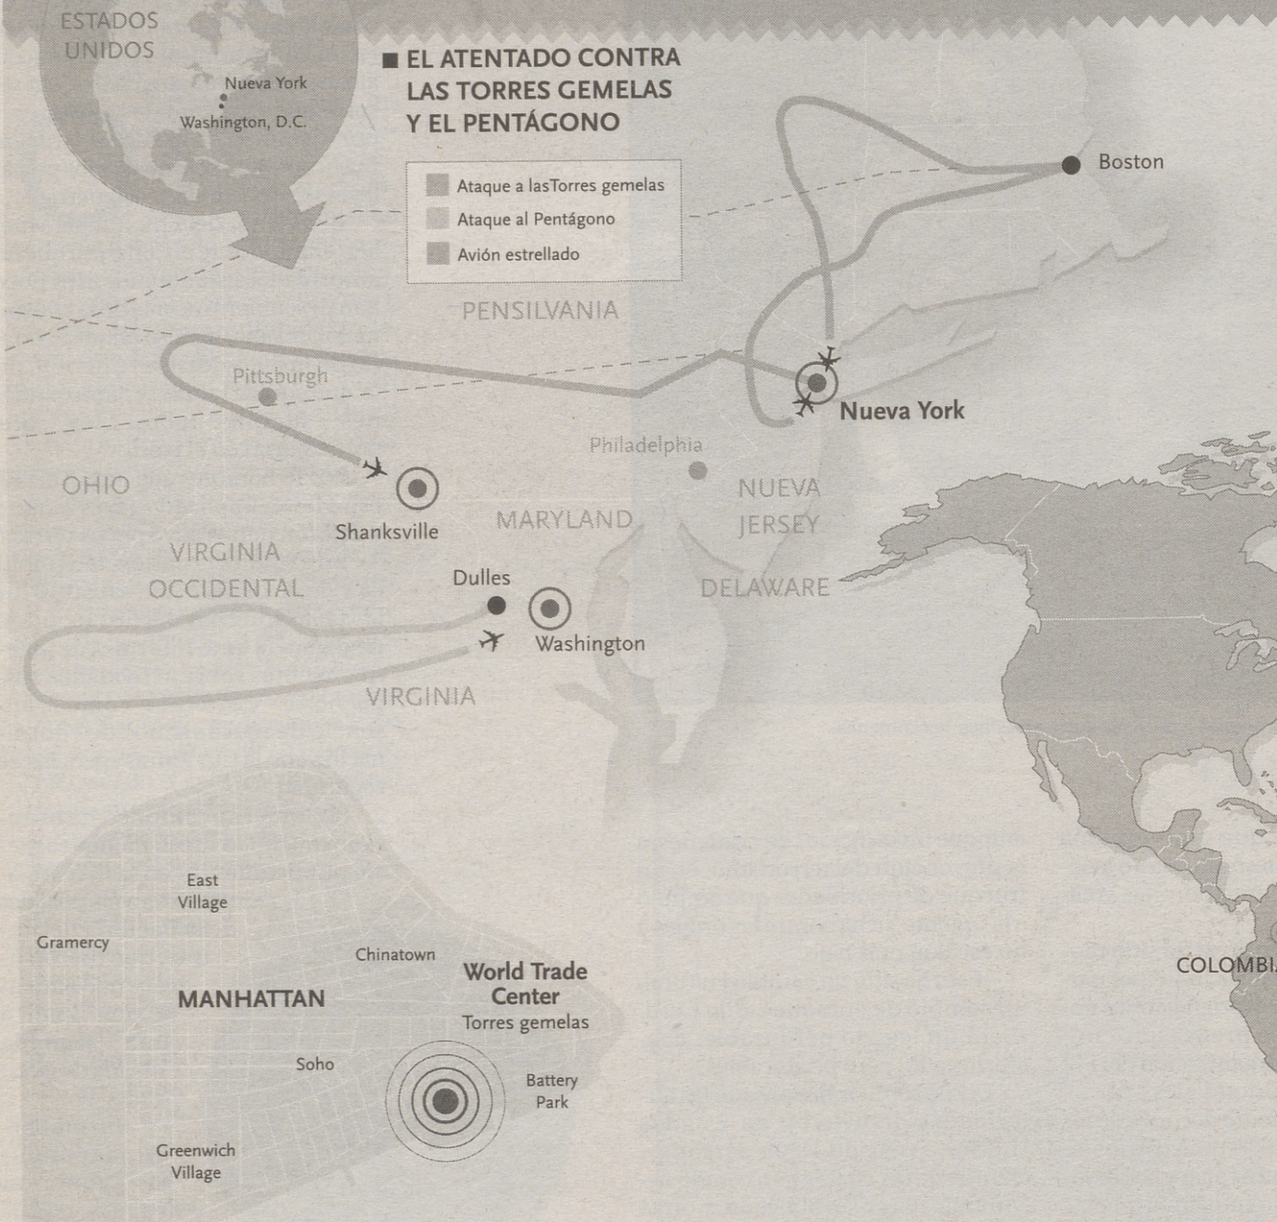 ESTADOS
UNIDOS
Nueva York
Washington, D.C.
■ EL ATENTADO CONTRA
LAS TORRES GEMELAS
Y EL PENTÁGONO
Ataque a lasTorres gemelas
Ataque al Pentágono
Avión estrellado
Boston
PENSILVANIA
Pittsburgh
Nueva York
Philadelphia
OHIO
NUEVA
JERSEY
Shanksville
MARYLAND
VIRGINIA
OCCIDENTAL
Dulles
DELAWARE
Washington
VIRGINIA
East
Village
Gramercy
Chinatown
World Trade
Center
Torres gemelas
MANHATTAN
Soho
Battery
Park
Greenwich
Village
COLOMBIA